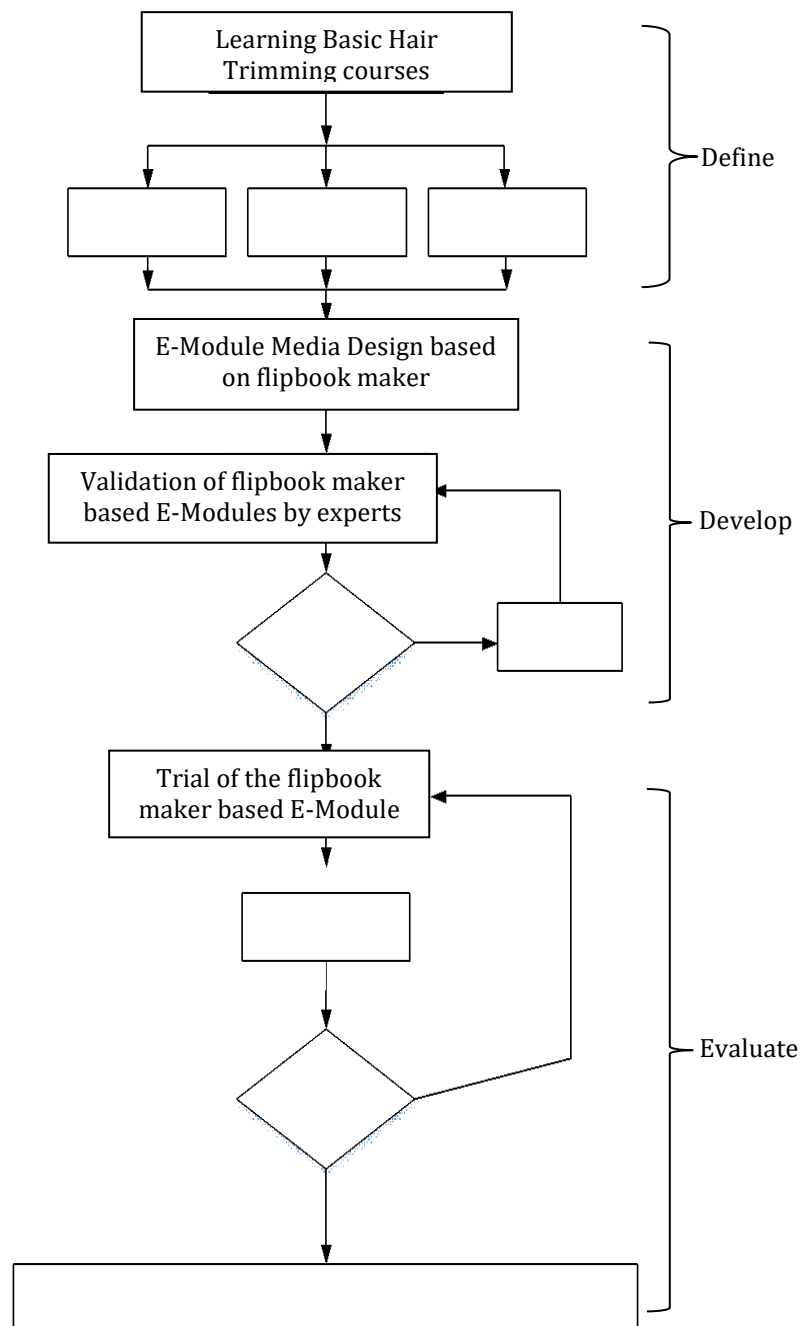 Learning Basic Hair
Trimming courses
Define
E-Module Media Design based
on flipbook maker
Validation of flipbook maker
based E-Modules by experts
Develop
Trial of the flipbook
maker based E-Module
Evaluate